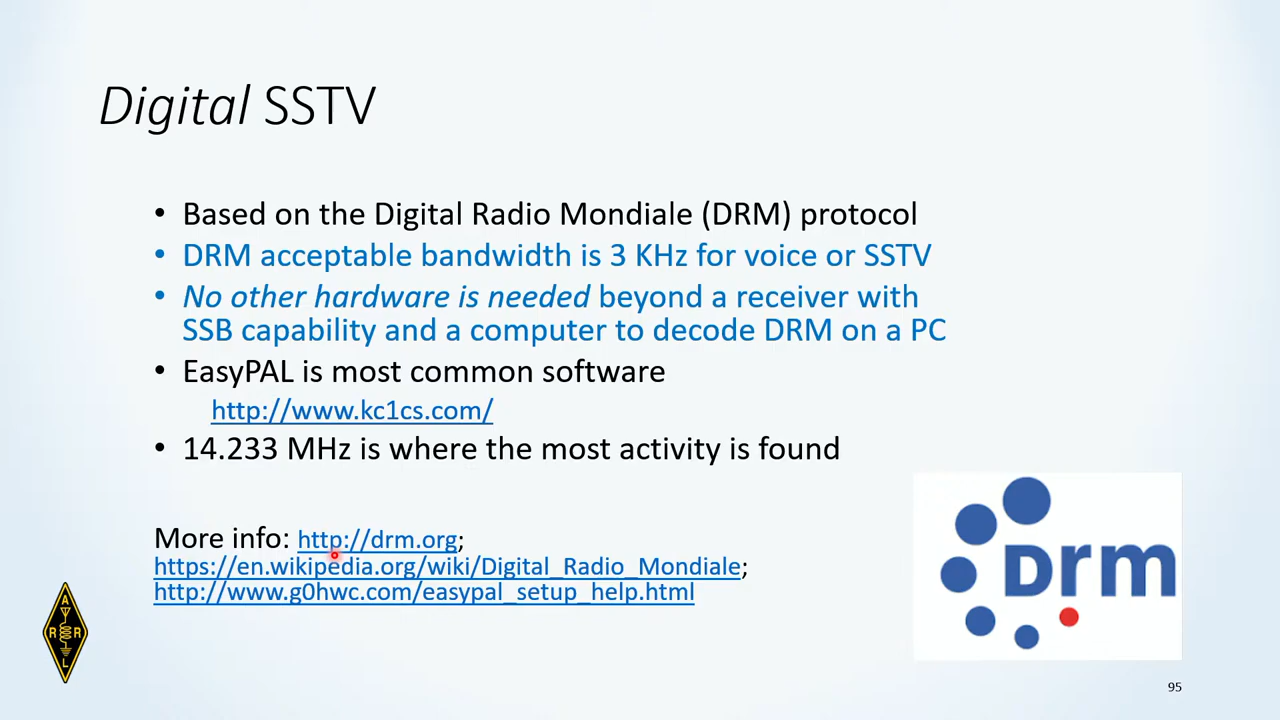 Digital SSTV
• Based on the Digital Radio Mondiale (DRM) protocol
• DRM acceptable bandwidth is 3 KHz for voice or SSTV
• No other hardware is needed beyond a receiver with
SSB capability and a computer to decode DRM on a PC
• EasyPAL is most common software
http://www.kc1cs.com/
• 14.233 MHz is where the most activity is found
More info: http://drm.org;
https://en.wikipedia.org/wiki/Digital_Radio_Mondiale;
http://www.g0hwc.com/easypal_setup_help.html
Drm
A
R R
L
95